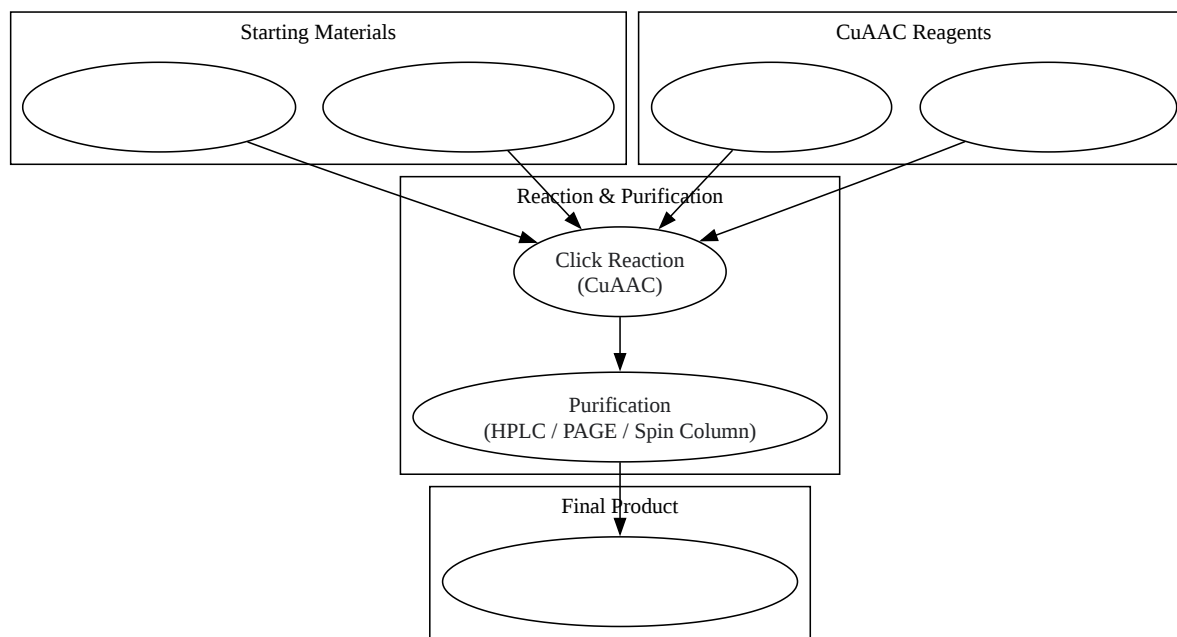 Starting Materials
CuAAC Reagents
Reaction & Purification
Click Reaction
(CuAAC)
Purification
(HPLC / PAGE / Spin Column)
Final Product